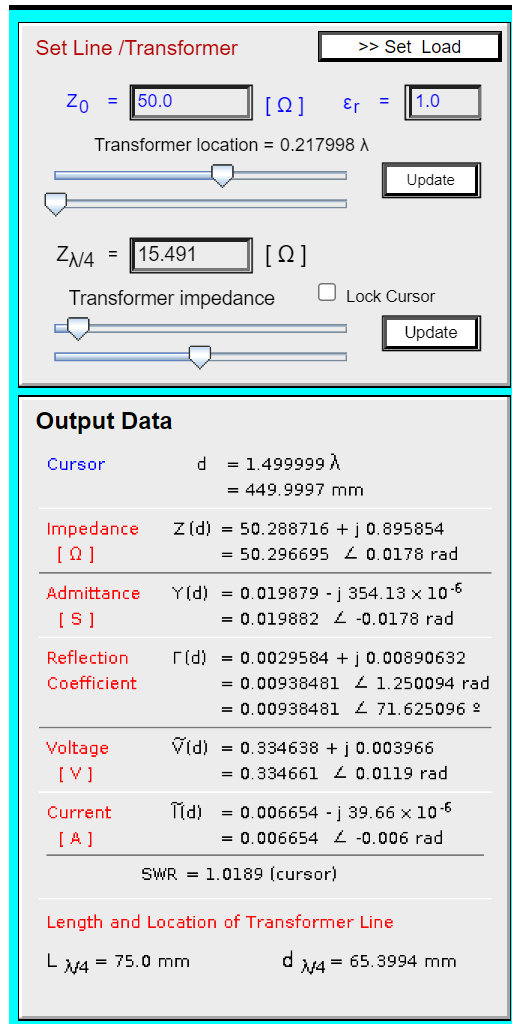 Set Line /Transformer
>> Set Load
Z0 = 50.0 [ Ω ] εr = 1.0
Transformer location = 0.217998 λ
Update
Zλ/4 = 15.491 [ Ω ]
Transformer impedance
Lock Cursor
Update
Output Data
Cursor d = 1.499999 λ
= 449.9997 mm
Impedance Z(d) = 50.288716 + j 0.895854
[ Ω ] = 50.296695 ∠ 0.0178 rad
Admittance Y(d) = 0.019879 - j 354.13 × 10⁻⁶
[ S ] = 0.019882 ∠ -0.0178 rad
Reflection Γ(d) = 0.0029584 + j 0.00890632
Coefficient = 0.00938481 ∠ 1.250094 rad
= 0.00938481 ∠ 71.625096 º
Voltage Ṽ(d) = 0.334638 + j 0.003966
[ V ] = 0.334661 ∠ 0.0119 rad
Current Ĩ(d) = 0.006654 - j 39.66 × 10⁻⁶
[ A ] = 0.006654 ∠ -0.006 rad
SWR = 1.0189 (cursor)
Length and Location of Transformer Line
L λ/4 = 75.0 mm d λ/4 = 65.3994 mm